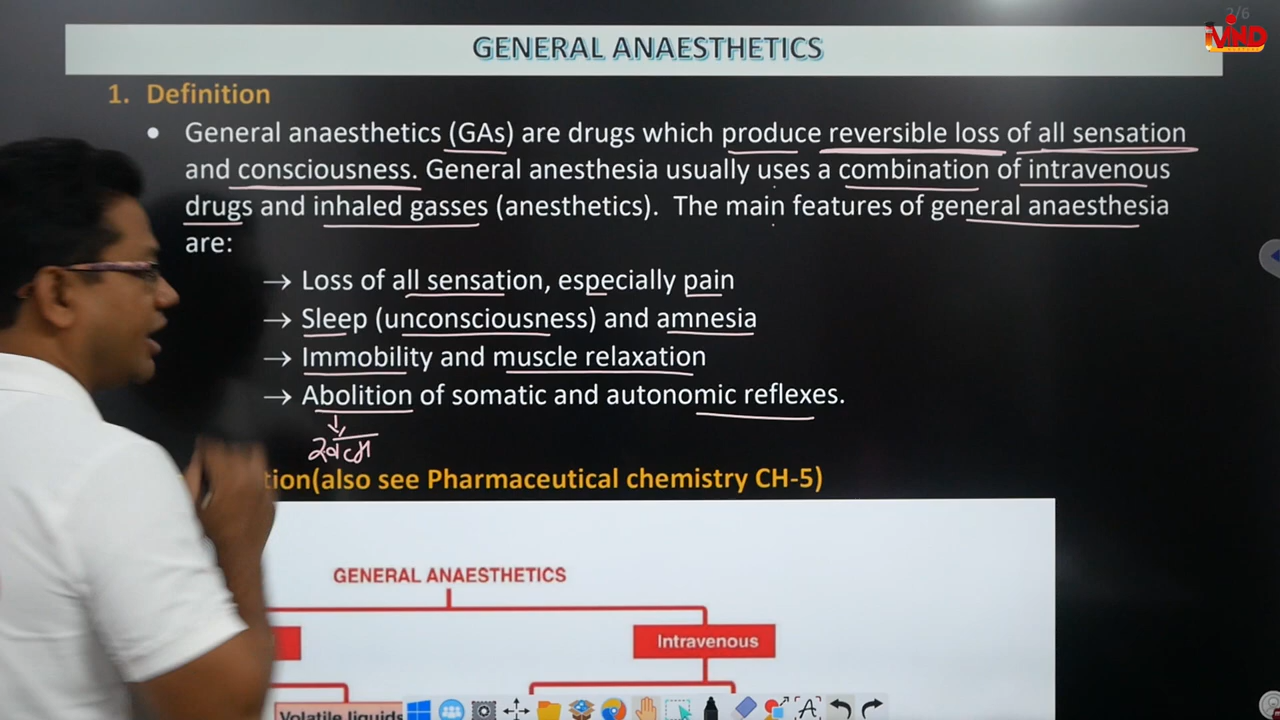 2/6
iMIND
GENERAL ANAESTHETICS
1. Definition
• General anaesthetics (GAs) are drugs which produce reversible loss of all sensation
and consciousness. General anesthesia usually uses a combination of intravenous
drugs and inhaled gasses (anesthetics). The main features of general anaesthesia
are:
→ Loss of all sensation, especially pain
→ Sleep (unconsciousness) and amnesia
→ Immobility and muscle relaxation
→ Abolition of somatic and autonomic reflexes.
tion(also see Pharmaceutical chemistry CH-5)
GENERAL ANAESTHETICS
Intravenous
Volatile liquids